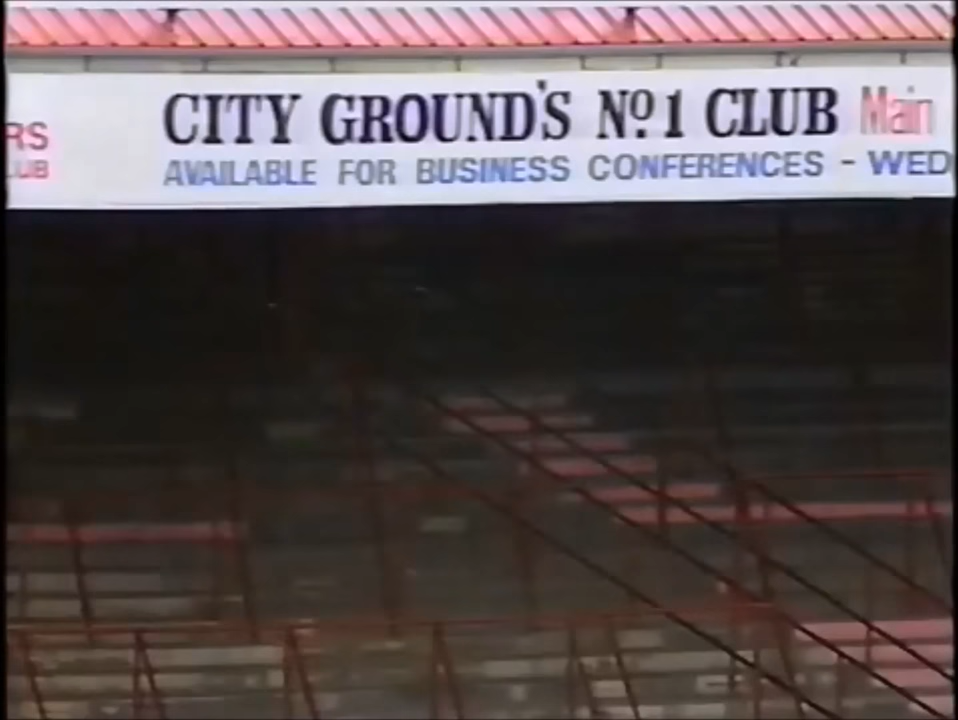 RS
UB
CITY GROUND'S Nº1 CLUB Main
AVAILABLE FOR BUSINESS CONFERENCES - WED